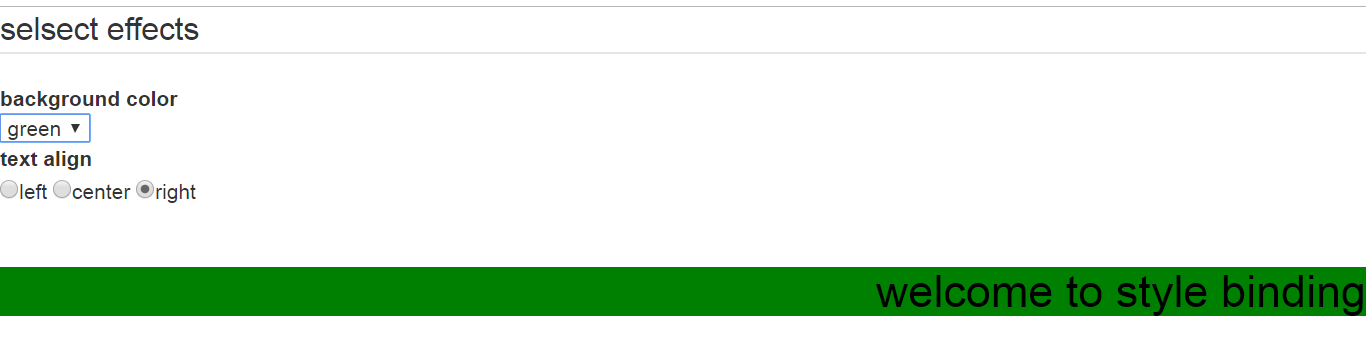 selsect effects
background color
green
text align
left center right
welcome to style binding